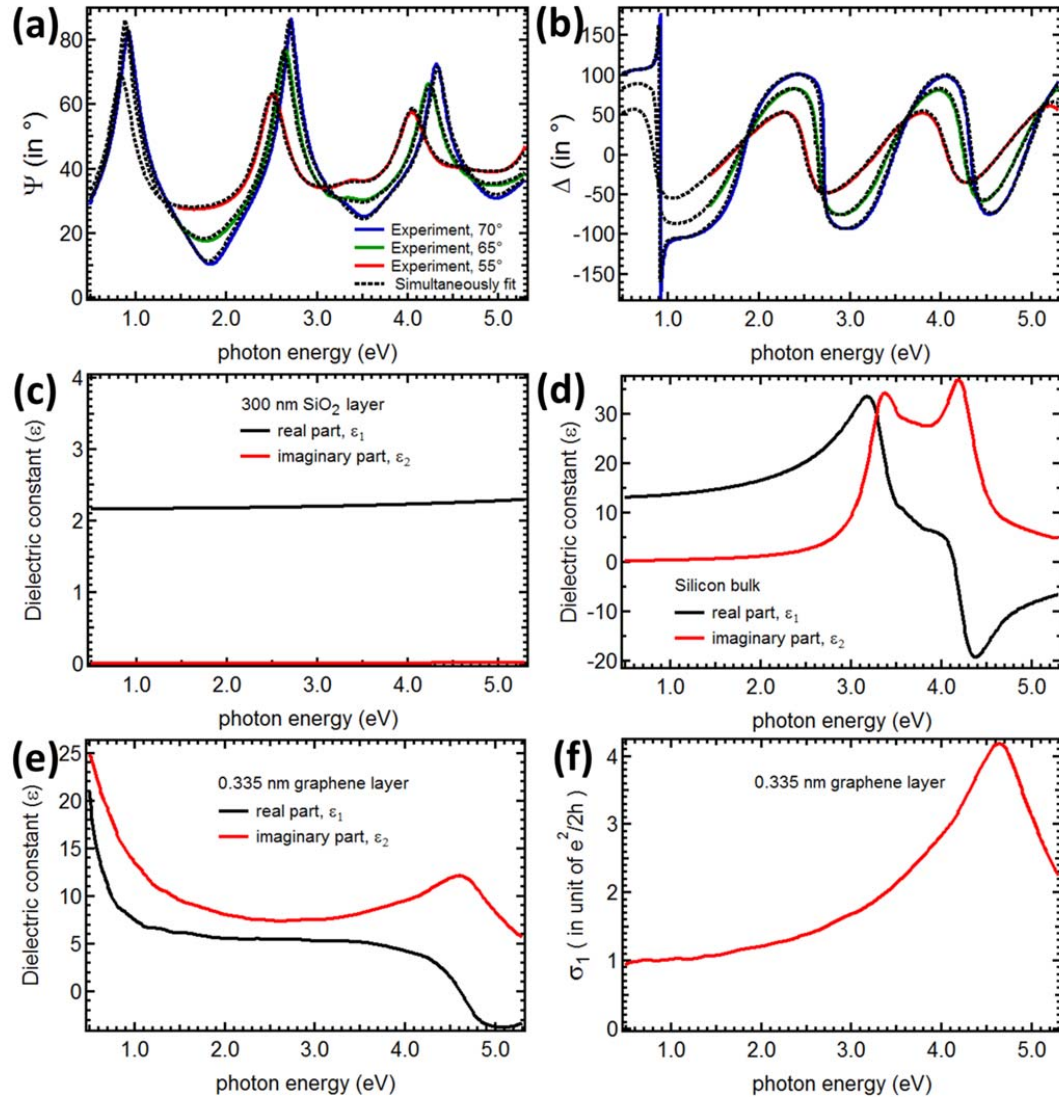 (a)
80
60
40
20
0
Ψ (in °)
Experiment, 70°
Experiment, 65°
Experiment, 55°
Simultaneously fit
1.0 2.0 3.0 4.0 5.0
photon energy (eV)
(b)
150
100
50
0
-50
-100
-150
Δ (in °)
1.0 2.0 3.0 4.0 5.0
photon energy (eV)
(c)
4
3
2
1
0
Dielectric constant (ε)
300 nm SiO₂ layer
real part, ε₁
imaginary part, ε₂
1.0 2.0 3.0 4.0 5.0
photon energy (eV)
(d)
30
20
10
0
-10
-20
Dielectric constant (ε)
Silicon bulk
real part, ε₁
imaginary part, ε₂
1.0 2.0 3.0 4.0 5.0
photon energy (eV)
(e)
25
20
15
10
5
0
Dielectric constant (ε)
0.335 nm graphene layer
real part, ε₁
imaginary part, ε₂
1.0 2.0 3.0 4.0 5.0
photon energy (eV)
(f)
4
3
2
1
0
σ₁ ( in unit of e²/2h )
0.335 nm graphene layer
1.0 2.0 3.0 4.0 5.0
photon energy (eV)